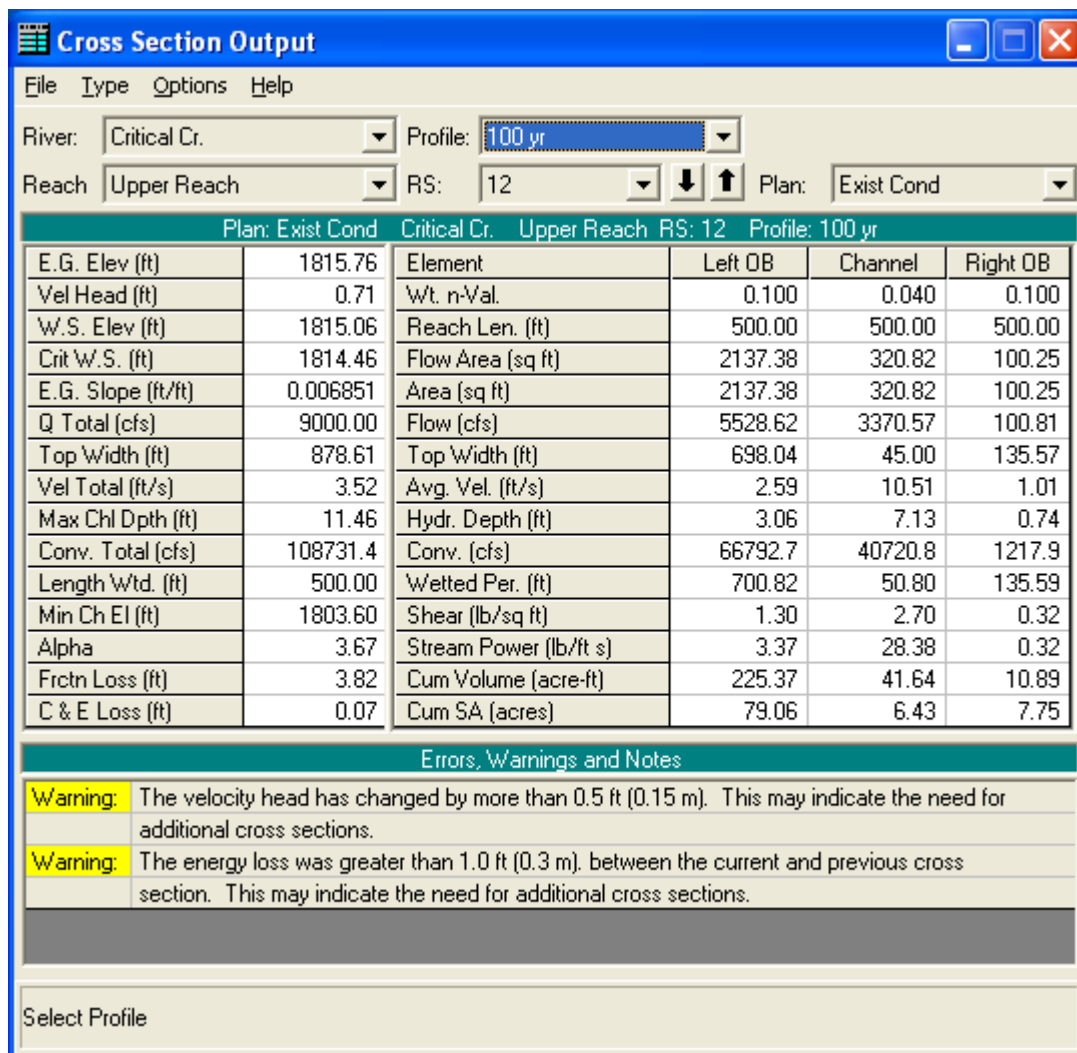 Cross Section Output
File Type Options Help
River: Critical Cr. Profile: 100 yr
Reach Upper Reach RS: 12 Plan: Exist Cond
Plan: Exist Cond Critical Cr. Upper Reach RS: 12 Profile: 100 yr
E.G. Elev (ft) 1815.76 Element Left OB Channel Right OB
Vel Head (ft) 0.71 Wt. n-Val. 0.100 0.040 0.100
W.S. Elev (ft) 1815.06 Reach Len. (ft) 500.00 500.00 500.00
Crit W.S. (ft) 1814.46 Flow Area (sq ft) 2137.38 320.82 100.25
E.G. Slope (ft/ft) 0.006851 Area (sq ft) 2137.38 320.82 100.25
Q Total (cfs) 9000.00 Flow (cfs) 5528.62 3370.57 100.81
Top Width (ft) 878.61 Top Width (ft) 698.04 45.00 135.57
Vel Total (ft/s) 3.52 Avg. Vel. (ft/s) 2.59 10.51 1.01
Max Chl Dpth (ft) 11.46 Hydr. Depth (ft) 3.06 7.13 0.74
Conv. Total (cfs) 108731.4 Conv. (cfs) 66792.7 40720.8 1217.9
Length Wtd. (ft) 500.00 Wetted Per. (ft) 700.82 50.80 135.59
Min Ch El (ft) 1803.60 Shear (lb/sq ft) 1.30 2.70 0.32
Alpha 3.67 Stream Power (lb/ft s) 3.37 28.38 0.32
Frctn Loss (ft) 3.82 Cum Volume (acre-ft) 225.37 41.64 10.89
C & E Loss (ft) 0.07 Cum SA (acres) 79.06 6.43 7.75
Errors, Warnings and Notes
Warning: The velocity head has changed by more than 0.5 ft (0.15 m). This may indicate the need for
additional cross sections.
Warning: The energy loss was greater than 1.0 ft (0.3 m). between the current and previous cross
section. This may indicate the need for additional cross sections.
Select Profile